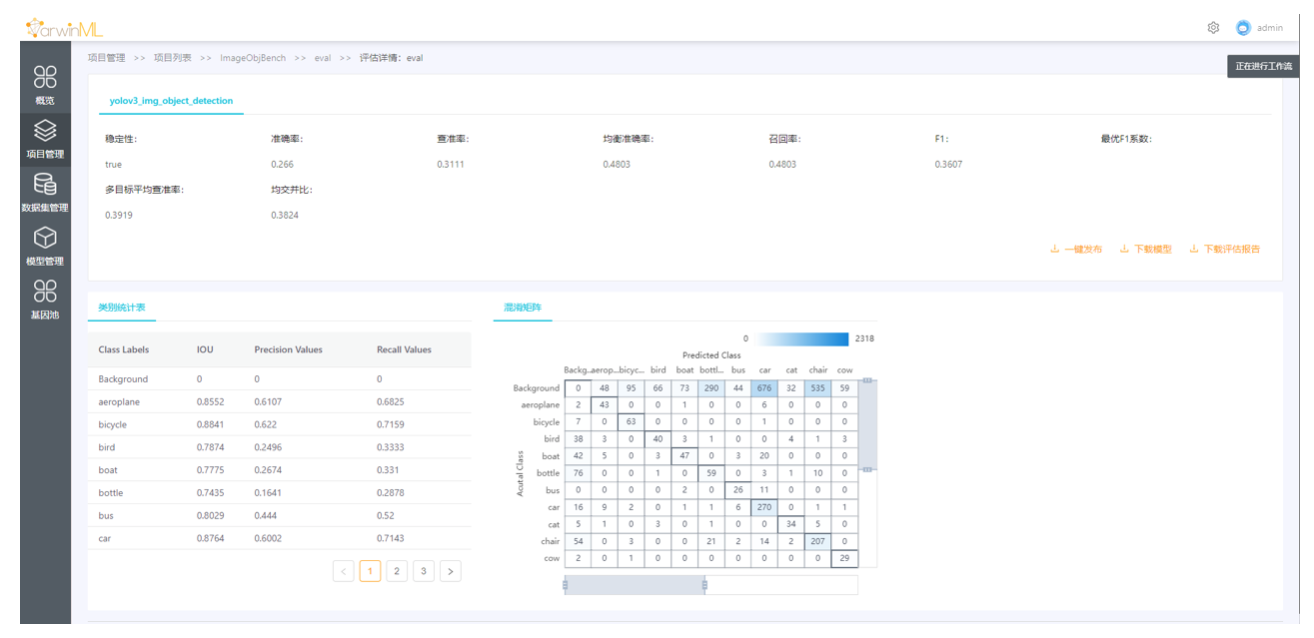 DarwinML
admin
项目管理 >> 项目列表 >> ImageObjBench >> eval >> 评估详情: eval
正在进行工作流
概览
项目管理
数据集管理
模型管理
基因地
yolov3_img_object_detection
稳定性: 准确率: 查准率: 均衡准确率: 召回率: F1: 最优F1系数:
true 0.266 0.3111 0.4803 0.4803 0.3607
多目标平均查准率: 均交并比:
0.3919 0.3824
一键发布 下载模型 下载评估报告
类别统计表
Class Labels IOU Precision Values Recall Values
Background 0 0 0
aeroplane 0.8552 0.6107 0.6825
bicycle 0.8841 0.622 0.7159
bird 0.7874 0.2496 0.3333
boat 0.7775 0.2674 0.331
bottle 0.7435 0.1641 0.2878
bus 0.8029 0.444 0.52
car 0.8764 0.6002 0.7143
< 1 2 3 >
混淆矩阵
0 2318
Predicted Class
Backg... aerop... bicyc... bird boat bottl... bus car cat chair cow
Acutal Class
Background 0 48 95 66 73 290 44 676 32 535 59
aeroplane 2 43 0 0 1 0 0 6 0 0 0
bicycle 7 0 63 0 0 0 0 1 0 0 0
bird 38 3 0 40 3 1 0 0 4 1 3
boat 42 5 0 3 47 0 3 20 0 0 0
bottle 76 0 0 1 0 59 0 3 1 10 0
bus 0 0 0 0 2 0 26 11 0 0 0
car 16 9 2 0 1 1 6 270 0 1 1
cat 5 1 0 3 0 1 0 0 34 5 0
chair 54 0 3 0 0 21 2 14 2 207 0
cow 2 0 1 0 0 0 0 0 0 0 29